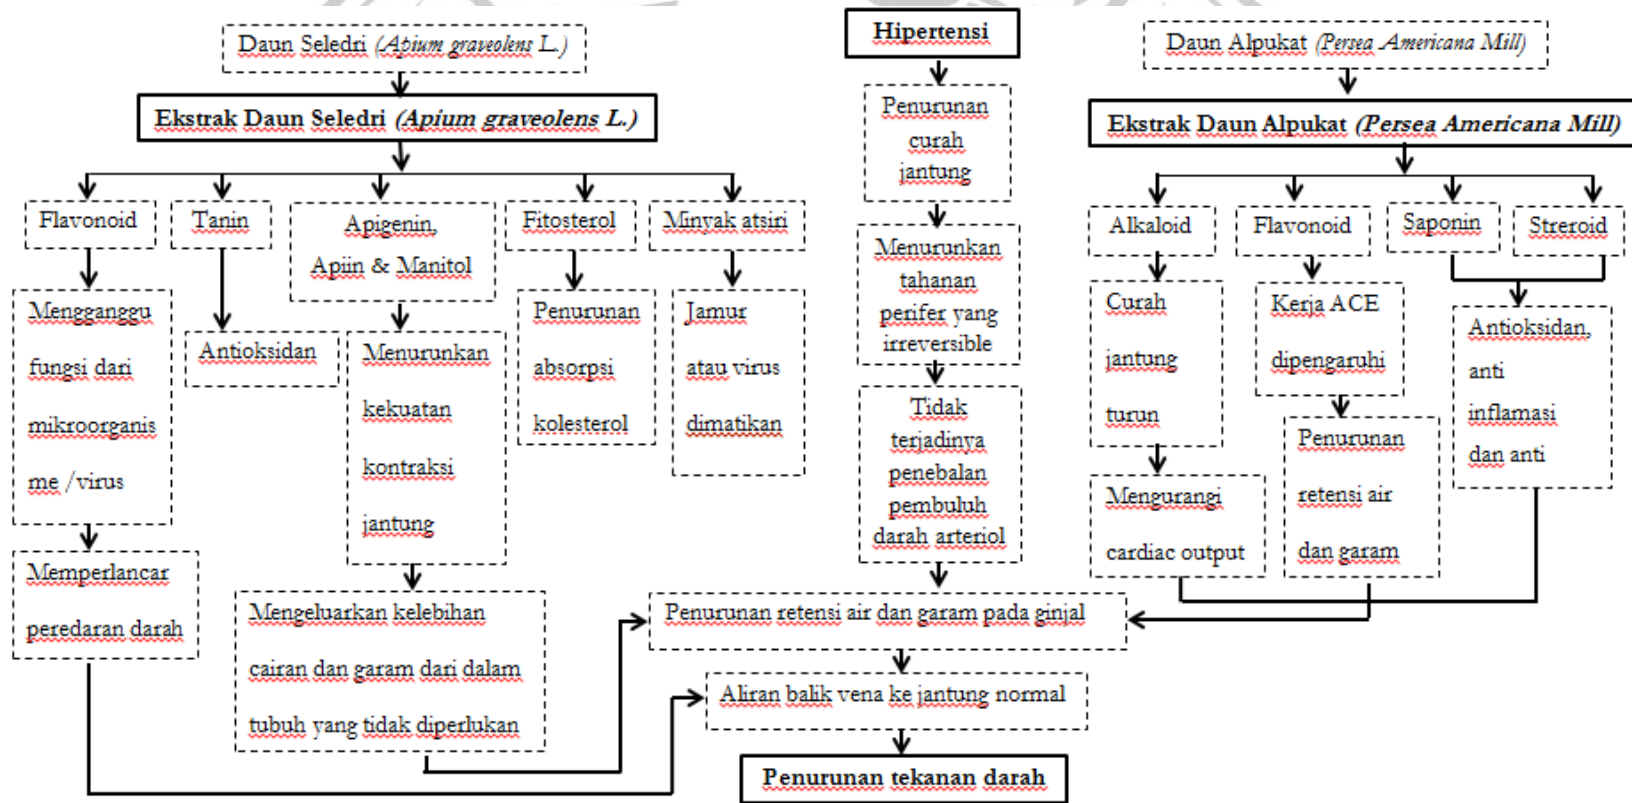 Daun Seledri (Apium graveolens L.)
Ekstrak Daun Seledri (Apium graveolens L.)
Flavonoid
Tanin
Apigenin,
Apiin & Manitol
Fitosterol
Minyak atsiri
Mengganggu
fungsi dari
mikroorganis
me /virus
Antioksidan
Menurunkan
kekuatan
kontraksi
jantung
Penurunan
absorpsi
kolesterol
Jamur
atau virus
dimatikan
Memperlancar
peredaran darah
Mengeluarkan kelebihan
cairan dan garam dari dalam
tubuh yang tidak diperlukan
Hipertensi
Penurunan
curah
jantung
Menurunkan
tahanan
perifer yang
irreversible
Tidak
terjadinya
penebalan
pembuluh
darah arteriol
Daun Alpukat (Persea Americana Mill)
Ekstrak Daun Alpukat (Persea Americana Mill)
Alkaloid
Flavonoid
Saponin
Streroid
Curah
jantung
turun
Kerja ACE
dipengaruhi
Antioksidan,
anti
inflamasi
dan anti
Mengurangi
cardiac output
Penurunan
retensi air
dan garam
Penurunan retensi air dan garam pada ginjal
Aliran balik vena ke jantung normal
Penurunan tekanan darah